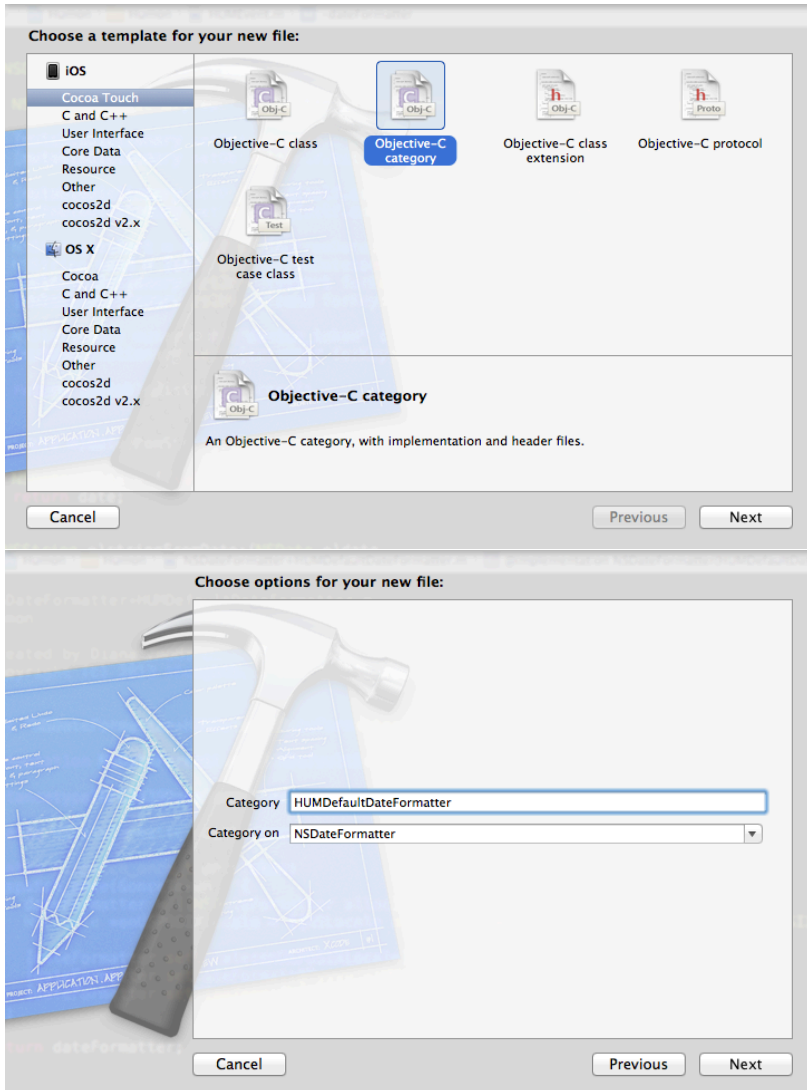 Choose a template for your new file:
iOS
Cocoa Touch
C and C++
User Interface
Core Data
Resource
Other
cocos2d
cocos2d v2.x
OS X
Cocoa
C and C++
User Interface
Core Data
Resource
Other
cocos2d
cocos2d v2.x
Obj-C
Objective-C class
Obj-C
Objective-C
category
h
Obj-C
Objective-C class
extension
h
Proto
Objective-C protocol
Test
Objective-C test
case class
Obj-C
Objective-C category
An Objective-C category, with implementation and header files.
Cancel
Previous
Next
Choose options for your new file:
Category
HUMDefaultDateFormatter
Category on
NSDateFormatter
PROJECT APPLICATION.APP
Cancel
Previous
Next